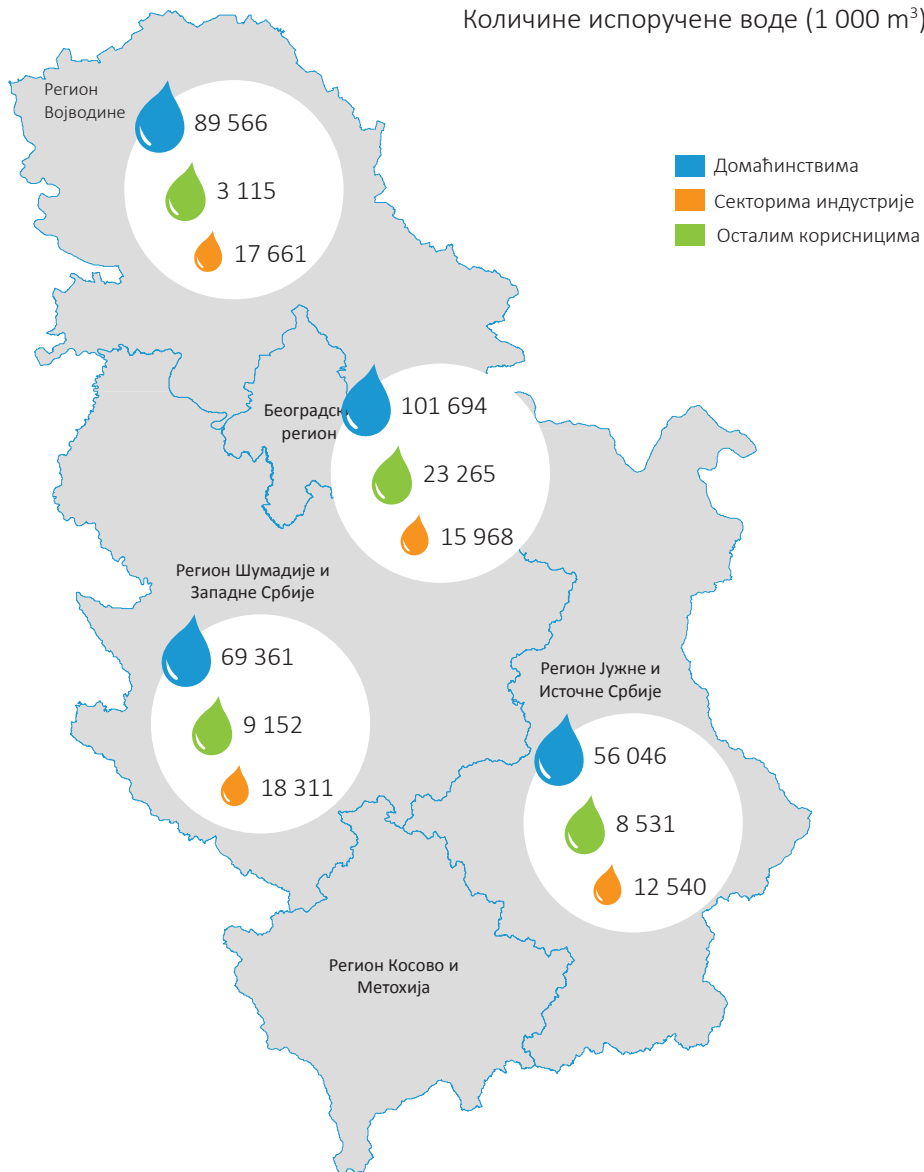 Количине испоручене воде (1 000 m³)
Регион
Војводине
89 566
3 115
17 661
Домаћинствима
Секторима индустрије
Осталим корисницима
Београдски
регион
101 694
23 265
15 968
Регион Шумадије и
Западне Србије
69 361
9 152
18 311
Регион Јужне и
Источне Србије
56 046
8 531
12 540
Регион Косово и
Метохија